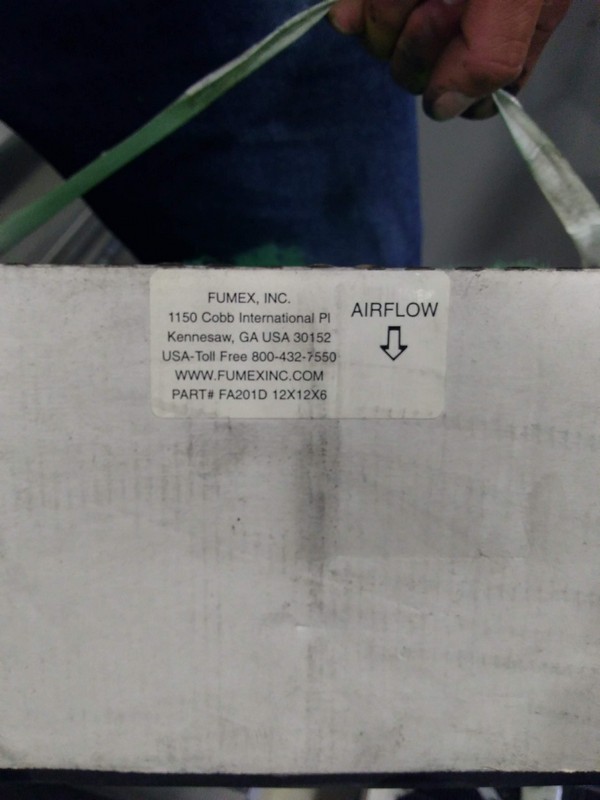 FUMEX, INC.
1150 Cobb International Pl
Kennesaw, GA USA 30152
USA-Toll Free 800-432-7550
WWW.FUMEXINC.COM
PART# FA201D 12X12X6
AIRFLOW